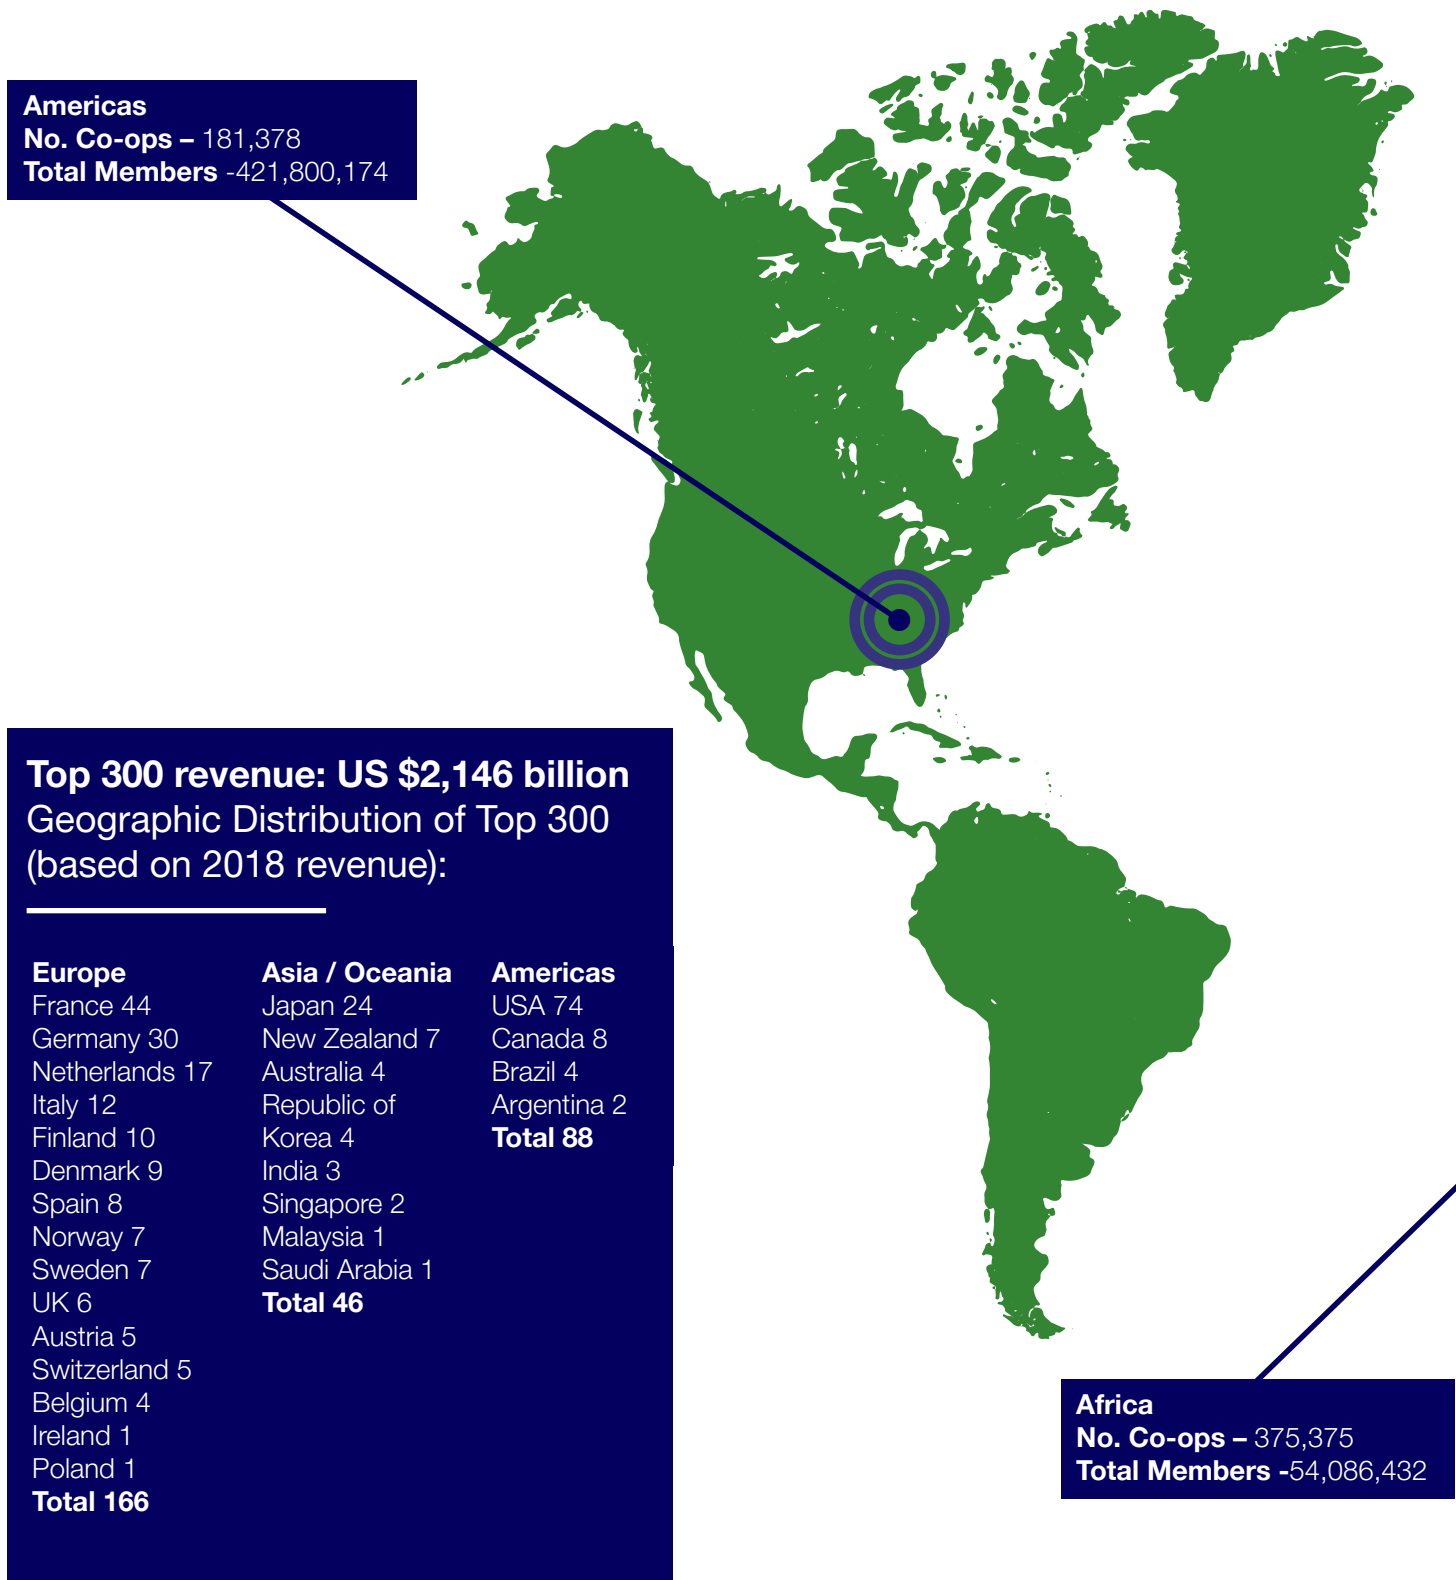 Americas
No. Co-ops – 181,378
Total Members -421,800,174
Top 300 revenue: US $2,146 billion
Geographic Distribution of Top 300
(based on 2018 revenue):
Europe
France 44
Germany 30
Netherlands 17
Italy 12
Finland 10
Denmark 9
Spain 8
Norway 7
Sweden 7
UK 6
Austria 5
Switzerland 5
Belgium 4
Ireland 1
Poland 1
Total 166
Asia / Oceania
Japan 24
New Zealand 7
Australia 4
Republic of
Korea 4
India 3
Singapore 2
Malaysia 1
Saudi Arabia 1
Total 46
Americas
USA 74
Canada 8
Brazil 4
Argentina 2
Total 88
Africa
No. Co-ops – 375,375
Total Members -54,086,432